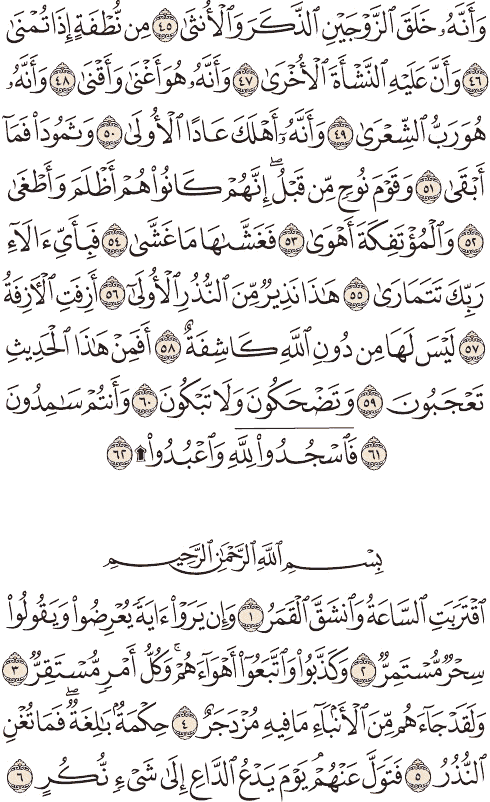 وَأَنَّهُۥ خَلَقَ ٱلزَّوْجَيْنِ ٱلذَّكَرَ وَٱلْأُنثَىٰ ٤٥ مِن نُّطْفَةٍ إِذَا تُمْنَىٰ
٤٦ وَأَنَّ عَلَيْهِ ٱلنَّشْأَةَ ٱلْأُخْرَىٰ ٤٧ وَأَنَّهُۥ هُوَ أَغْنَىٰ وَأَقْنَىٰ ٤٨ وَأَنَّهُۥ
هُوَ رَبُّ ٱلشِّعْرَىٰ ٤٩ وَأَنَّهُۥٓ أَهْلَكَ عَادًا ٱلْأُولَىٰ ٥٠ وَثَمُودَا۟ فَمَآ
أَبْقَىٰ ٥١ وَقَوْمَ نُوحٍ مِّن قَبْلُ ۖ إِنَّهُمْ كَانُوا۟ هُمْ أَظْلَمَ وَأَطْغَىٰ
٥٢ وَٱلْمُؤْتَفِكَةَ أَهْوَىٰ ٥٣ فَغَشَّىٰهَا مَا غَشَّىٰ ٥٤ فَبِأَىِّ ءَالَآءِ
رَبِّكَ تَتَمَارَىٰ ٥٥ هَـٰذَا نَذِيرٌ مِّنَ ٱلنُّذُرِ ٱلْأُولَىٰٓ ٥٦ أَزِفَتِ ٱلْـَٔازِفَةُ
٥٧ لَيْسَ لَهَا مِن دُونِ ٱللَّهِ كَاشِفَةٌ ٥٨ أَفَمِنْ هَـٰذَا ٱلْحَدِيثِ
تَعْجَبُونَ ٥٩ وَتَضْحَكُونَ وَلَا تَبْكُونَ ٦٠ وَأَنتُمْ سَـٰمِدُونَ
٦١ فَٱسْجُدُوا۟ لِلَّهِ وَٱعْبُدُوا۟ ۩ ٦٢
بِسْمِ ٱللَّهِ ٱلرَّحْمَـٰنِ ٱلرَّحِيمِ
ٱقْتَرَبَتِ ٱلسَّاعَةُ وَٱنشَقَّ ٱلْقَمَرُ ١ وَإِن يَرَوْا۟ ءَايَةً يُعْرِضُوا۟ وَيَقُولُوا۟
سِحْرٌ مُّسْتَمِرٌّ ٢ وَكَذَّبُوا۟ وَٱتَّبَعُوٓا۟ أَهْوَآءَهُمْ ۚ وَكُلُّ أَمْرٍ مُّسْتَقِرٌّ ٣
وَلَقَدْ جَآءَهُم مِّنَ ٱلْأَنۢبَآءِ مَا فِيهِ مُزْدَجَرٌ ٤ حِكْمَةٌۢ بَـٰلِغَةٌ ۖ فَمَا تُغْنِ
ٱلنُّذُرُ ٥ فَتَوَلَّ عَنْهُمْ ۘ يَوْمَ يَدْعُ ٱلدَّاعِ إِلَىٰ شَىْءٍ نُّكُرٍ ٦